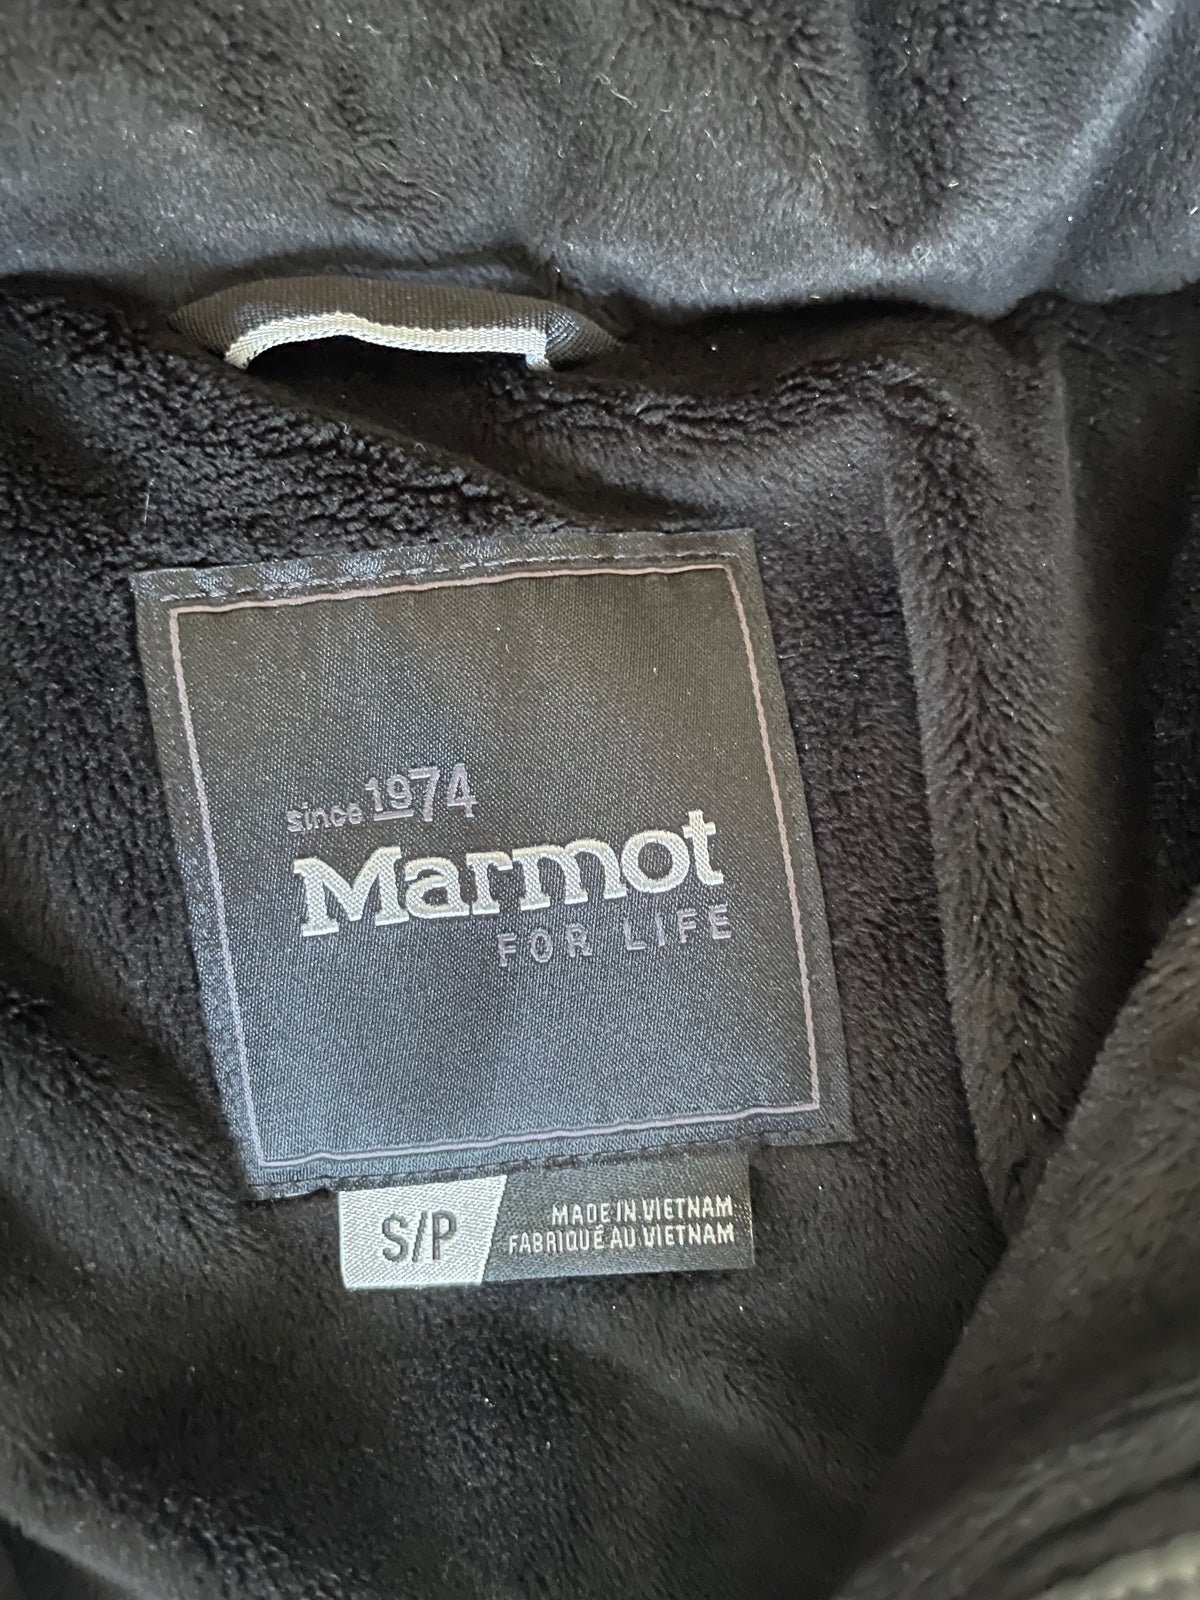 since 1974
Marmot
FOR LIFE
S/P
MADE IN VIETNAM
FABRIQUÉ AU VIETNAM